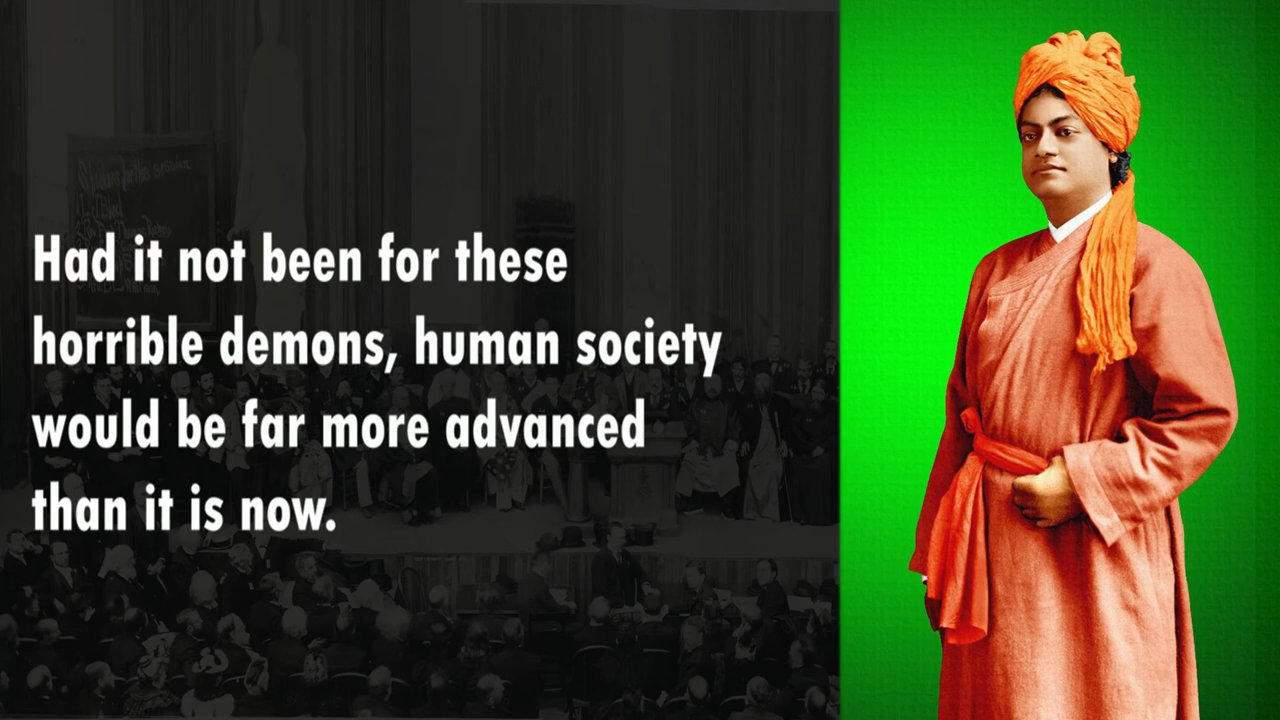 Had it not been for these
horrible demons, human society
would be far more advanced
than it is now.